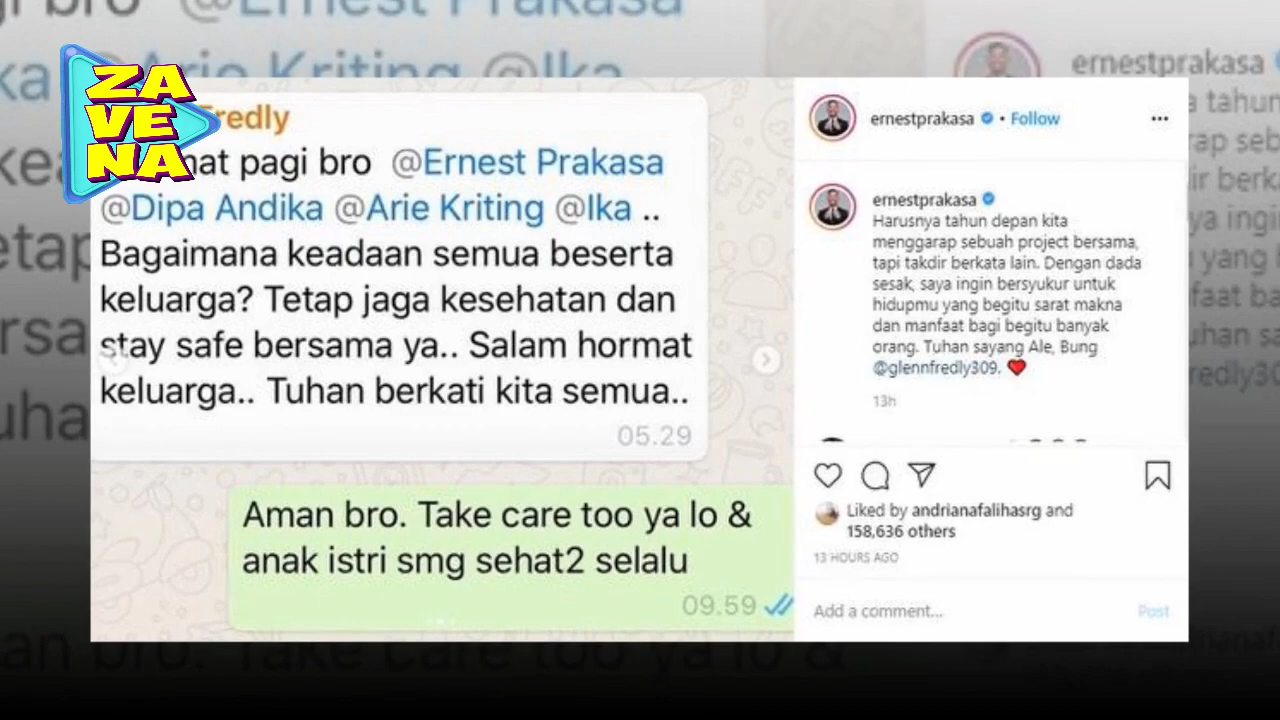 ZA
VE
NA
Fredly
mat pagi bro @Ernest Prakasa
@Dipa Andika @Arie Kriting @Ika ..
Bagaimana keadaan semua beserta
keluarga? Tetap jaga kesehatan dan
stay safe bersama ya.. Salam hormat
keluarga.. Tuhan berkati kita semua..
05.29
Aman bro. Take care too ya lo &
anak istri smg sehat2 selalu
09.59
ernestprakasa • Follow
ernestprakasa
Harusnya tahun depan kita
menggarap sebuah project bersama,
tapi takdir berkata lain. Dengan dada
sesak, saya ingin bersyukur untuk
hidupmu yang begitu sarat makna
dan manfaat bagi begitu banyak
orang. Tuhan sayang Ale, Bung
@glennfredly309. ❤️
13h
Liked by andrianafalihasrg and
158,636 others
13 HOURS AGO
Add a comment...
Post